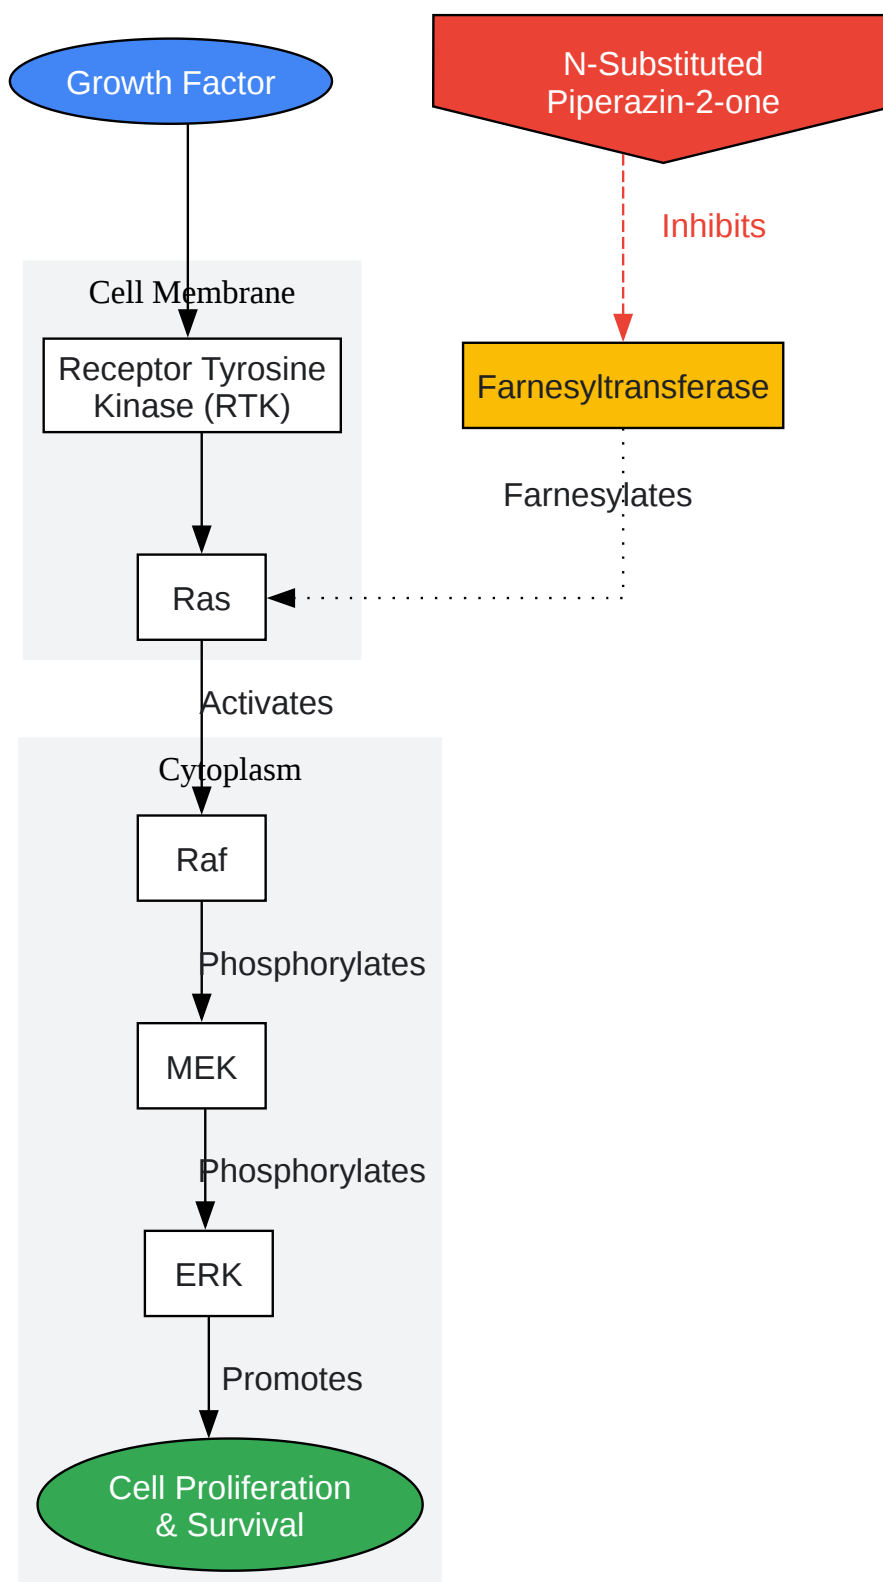 Growth Factor
N-Substituted
Piperazin-2-one
Inhibits
Cell Membrane
Receptor Tyrosine
Kinase (RTK)
Farnesyltransferase
Farnesylates
Ras
Activates
Cytoplasm
Raf
Phosphorylates
MEK
Phosphorylates
ERK
Promotes
Cell Proliferation
& Survival